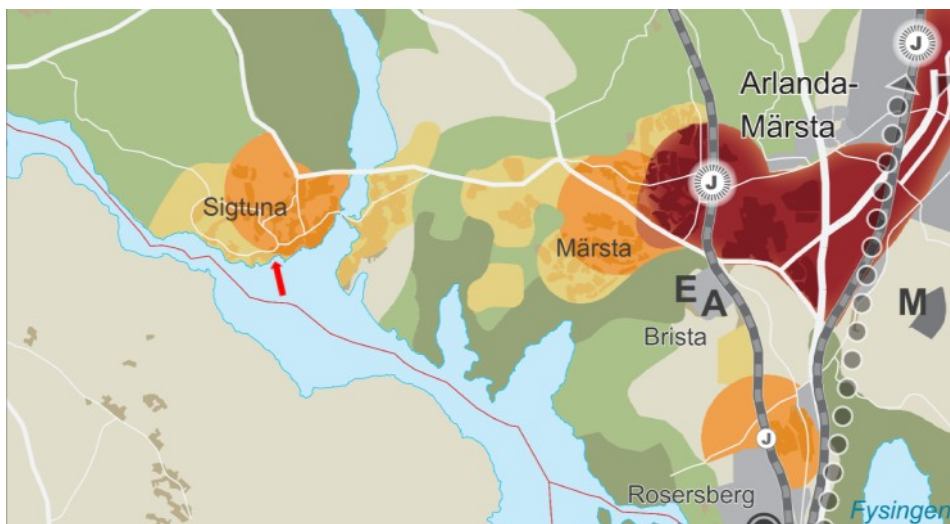 J
Arlanda-
Märsta
J
Sigtuna
Märsta
E
A
M
Brista
J
Rosersberg
Fysingen